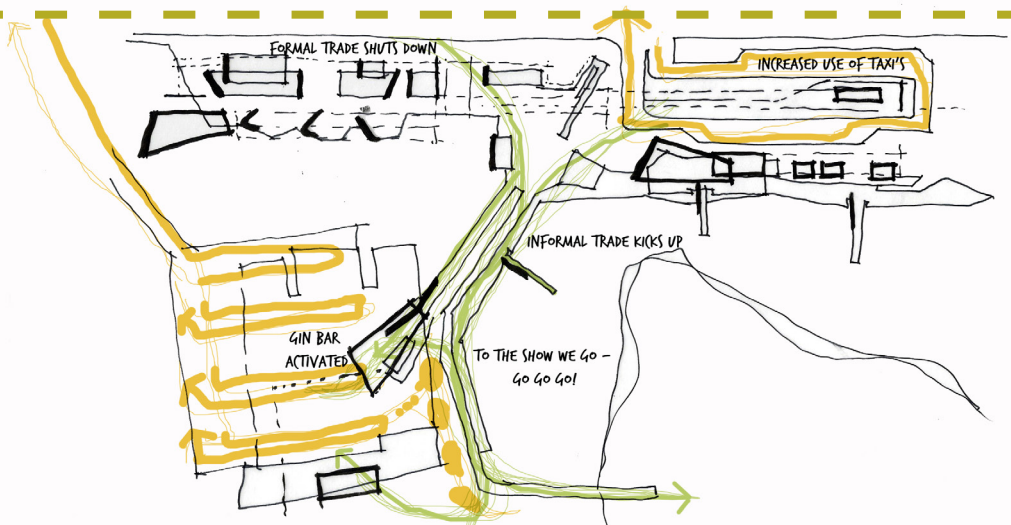 FORMAL TRADE SHUTS DOWN
INCREASED USE OF TAXI'S
INFORMAL TRADE KICKS UP
GIN BAR
ACTIVATED
TO THE SHOW WE GO –
GO GO GO!